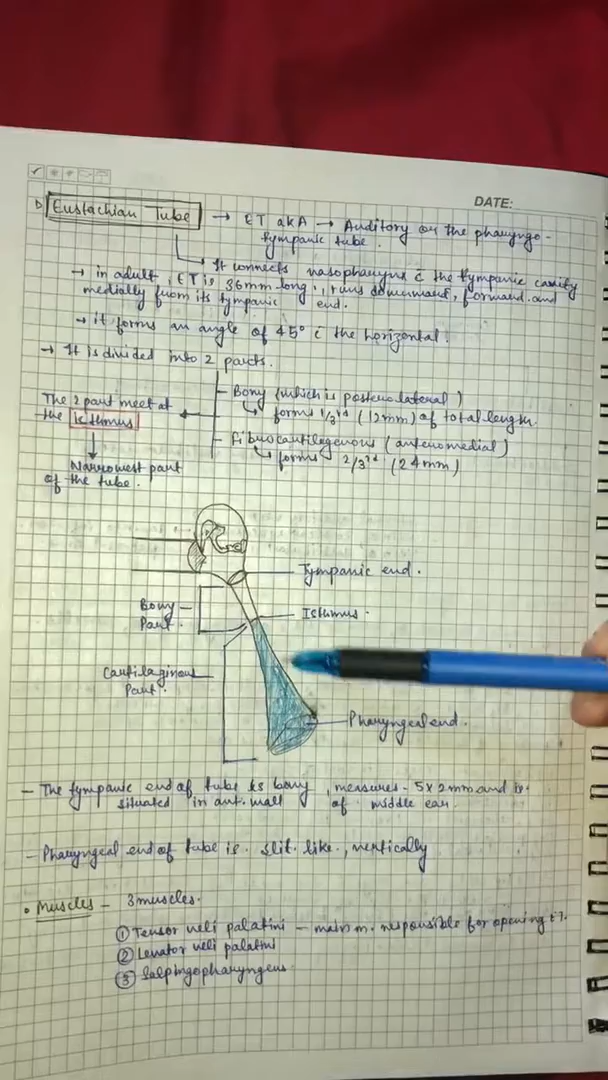 DATE:
Eustachian Tube → ET aka → Auditory or the pharyngo-
tympanic tube.
→ It connects nasopharynx c̄ the tympanic cavity
→ in adult, ET is 36mm long, runs downward, forward and
medially from its tympanic end.
→ it forms an angle of 45° c̄ the horizontal.
→ It is divided into 2 parts.
Bony (which is posterolateral)
→ forms 1/3rd (12mm) of total length.
Fibrocartilagenous (anteromedial)
→ forms 2/3rd (24mm)
The 2 part meet at
the Isthmus
Narrowest part
of the tube.
Tympanic end.
Bony
Part.
Isthmus.
Cartilaginous
Part.
Pharyngeal end.
- The tympanic end of tube is bony, measures - 5x2mm and is
situated in ant. wall of middle ear.
- Pharyngeal end of tube is slit like, vertically
• Muscles - 3 muscles.
① Tensor veli palatini - main m. responsible for opening ET.
② Levator veli palatini
③ Salpingopharyngeus.